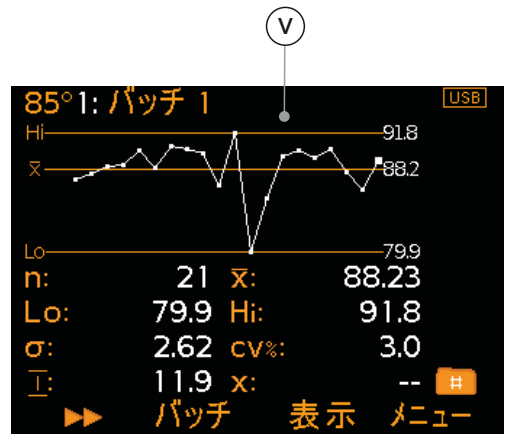 V
85°1: バッチ 1 USB
Hi 91.8
x̅ 88.2
Lo 79.9
n: 21 x̅: 88.23
Lo: 79.9 Hi: 91.8
σ: 2.62 cv%: 3.0
I: 11.9 x: -- #
バッチ 表示 メニュー